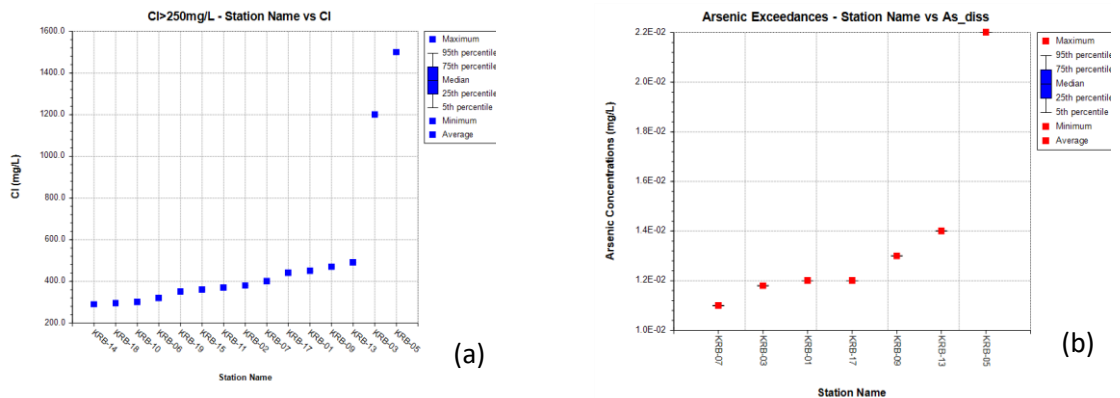 Cl>250mg/L - Station Name vs Cl
Cl (mg/L)
1600.0
1400.0
1200.0
1000.0
800.0
600.0
400.0
200.0
KRB-14
KRB-18
KRB-10
KRB-06
KRB-19
KRB-15
KRB-11
KRB-02
KRB-07
KRB-17
KRB-01
KRB-09
KRB-13
KRB-03
KRB-05
Station Name
Maximum
95th percentile
75th percentile
Median
25th percentile
5th percentile
Minimum
Average
(a)
Arsenic Exceedances - Station Name vs As_diss
Arsenic Concentrations (mg/L)
2.2E-02
2.0E-02
1.8E-02
1.6E-02
1.4E-02
1.2E-02
1.0E-02
KRB-07
KRB-03
KRB-01
KRB-17
KRB-09
KRB-13
KRB-05
Station Name
Maximum
95th percentile
75th percentile
Median
25th percentile
5th percentile
Minimum
Average
(b)